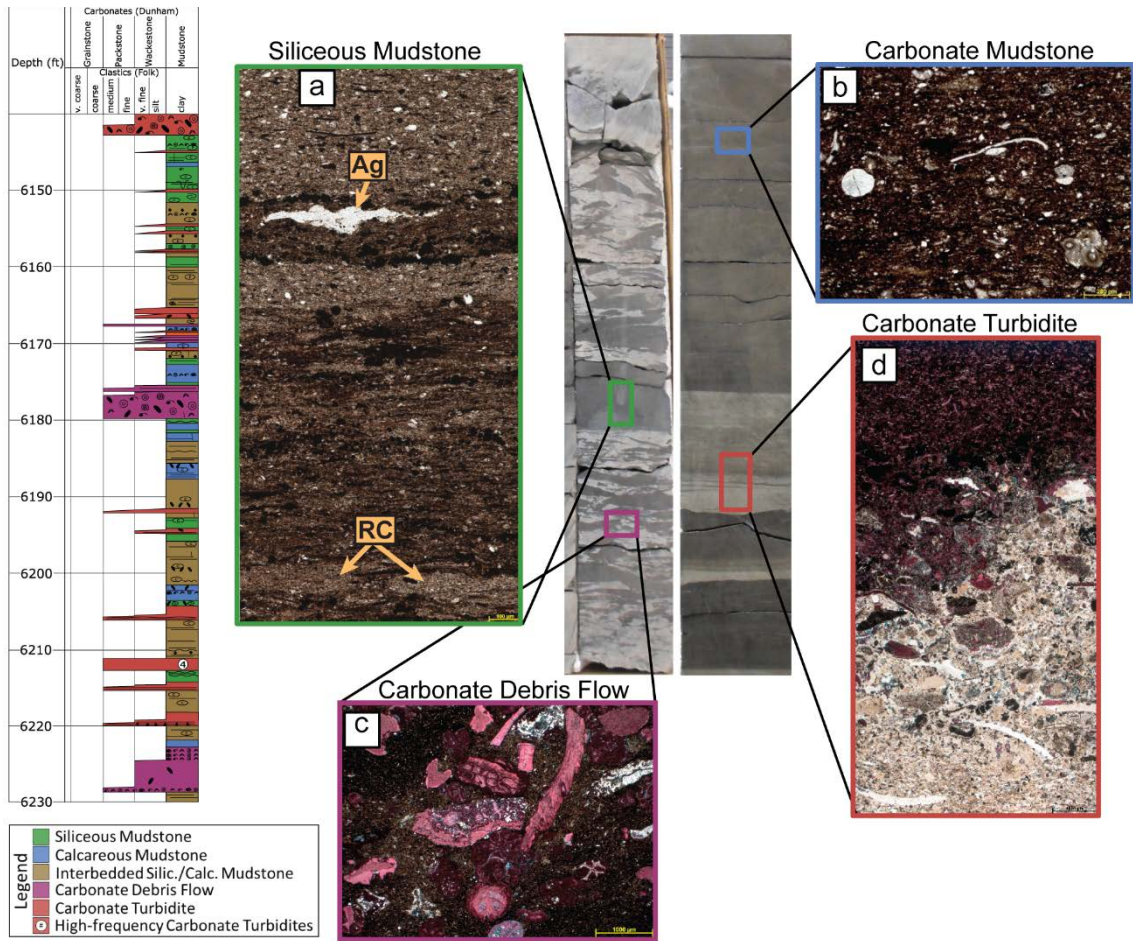 Carbonates (Dunham)
Grainstone
Packstone
Wackestone
Mudstone
Depth (ft)
Clastics (Folk)
v. coarse
coarse
medium
fine
v. fine
silt
clay
6150
6160
6170
6180
6190
6200
6210
6220
6230
4
Legend
Siliceous Mudstone
Calcareous Mudstone
Interbedded Silic./Calc. Mudstone
Carbonate Debris Flow
Carbonate Turbidite
High-frequency Carbonate Turbidites
Siliceous Mudstone
a
Ag
RC
Carbonate Mudstone
b
Carbonate Turbidite
d
Carbonate Debris Flow
c
1000 µm